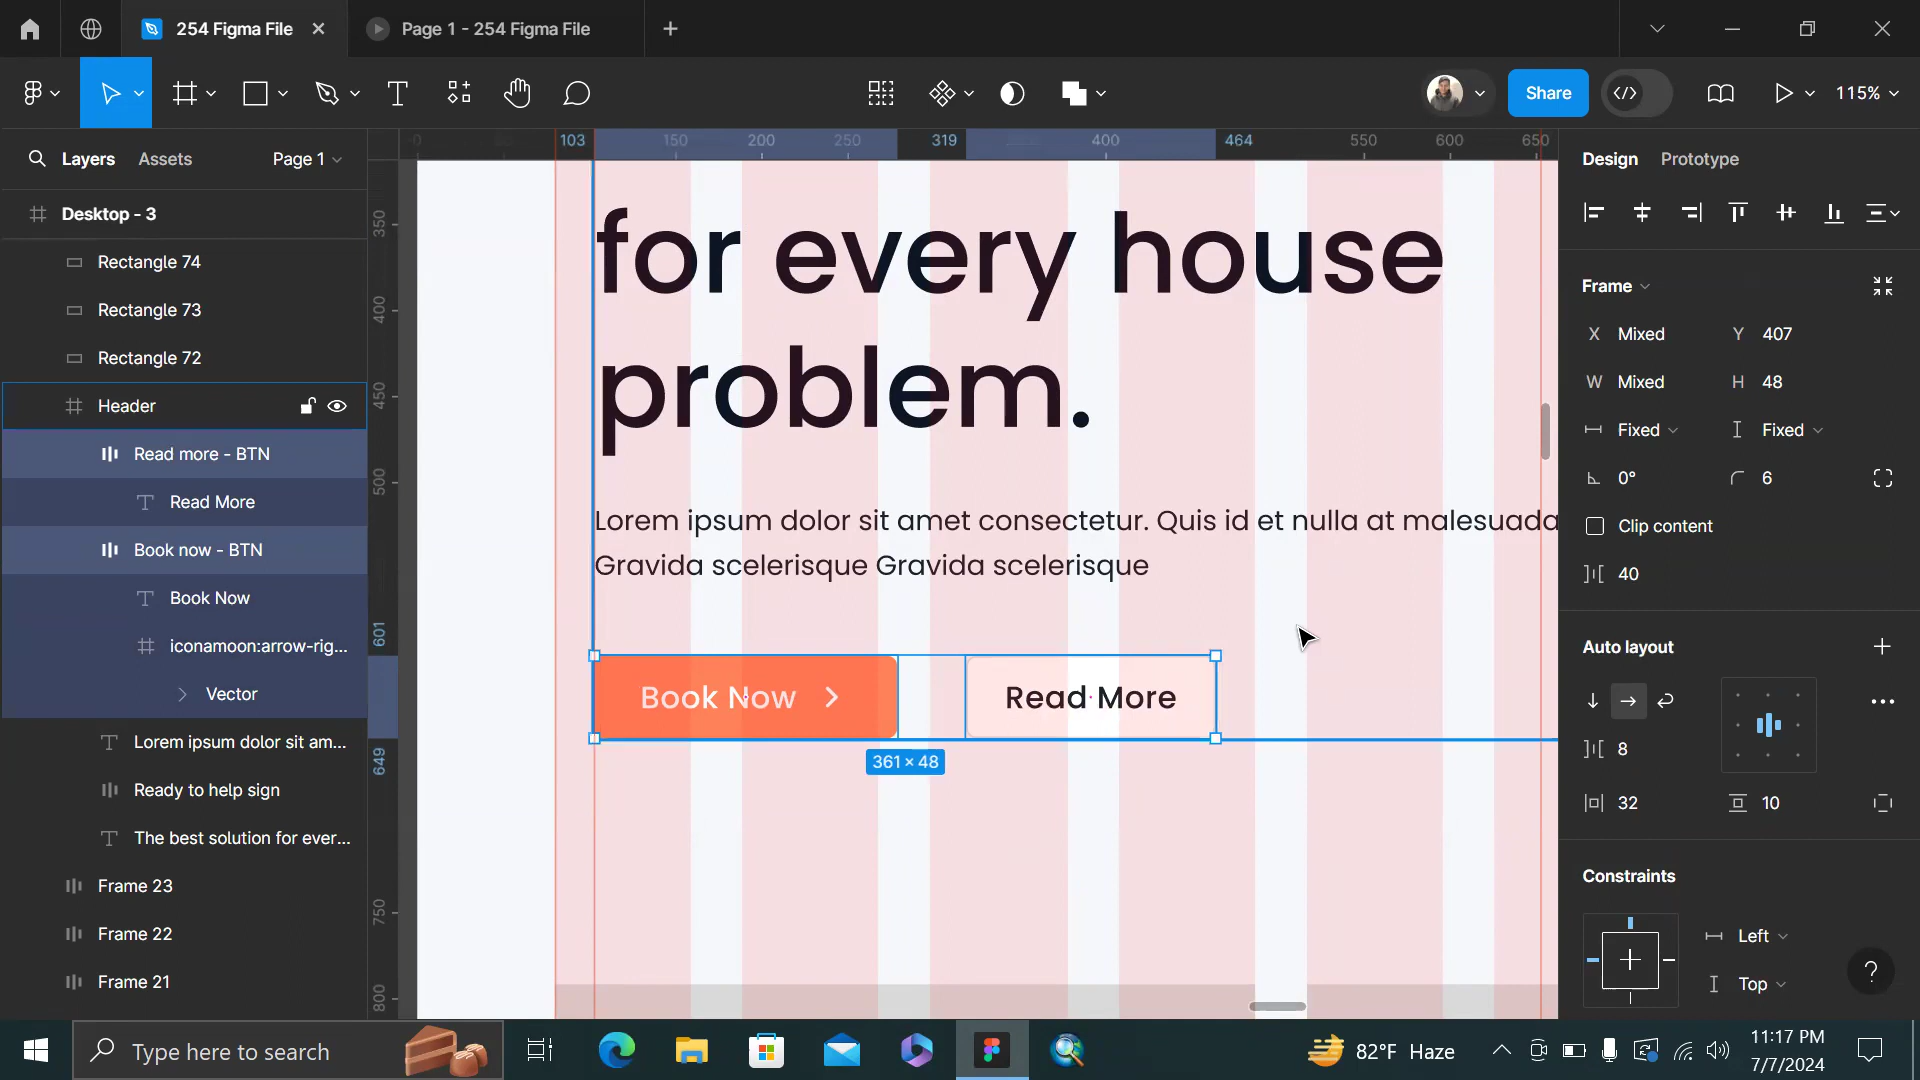 254 Figma File
Page 1 - 254 Figma File
Share
115%
Layers
Assets
Page 1
Desktop - 3
Rectangle 74
Rectangle 73
Rectangle 72
Header
Read more - BTN
Read More
Book now - BTN
Book Now
iconamoon:arrow-rig...
Vector
Lorem ipsum dolor sit am...
Ready to help sign
The best solution for ever...
Frame 23
Frame 22
Frame 21
103 150 200 250 319 400 464 550 600 650
350
400
450
500
601
649
750
800
for every house
problem.
Lorem ipsum dolor sit amet consectetur. Quis id et nulla at malesuada
Gravida scelerisque Gravida scelerisque
Book Now
Read More
361 × 48
Design
Prototype
Frame
X Mixed
Y 407
W Mixed
H 48
Fixed
Fixed
0°
6
Clip content
40
Auto layout
8
32
10
Constraints
Left
Top
?
Type here to search
82°F Haze
11:17 PM
7/7/2024